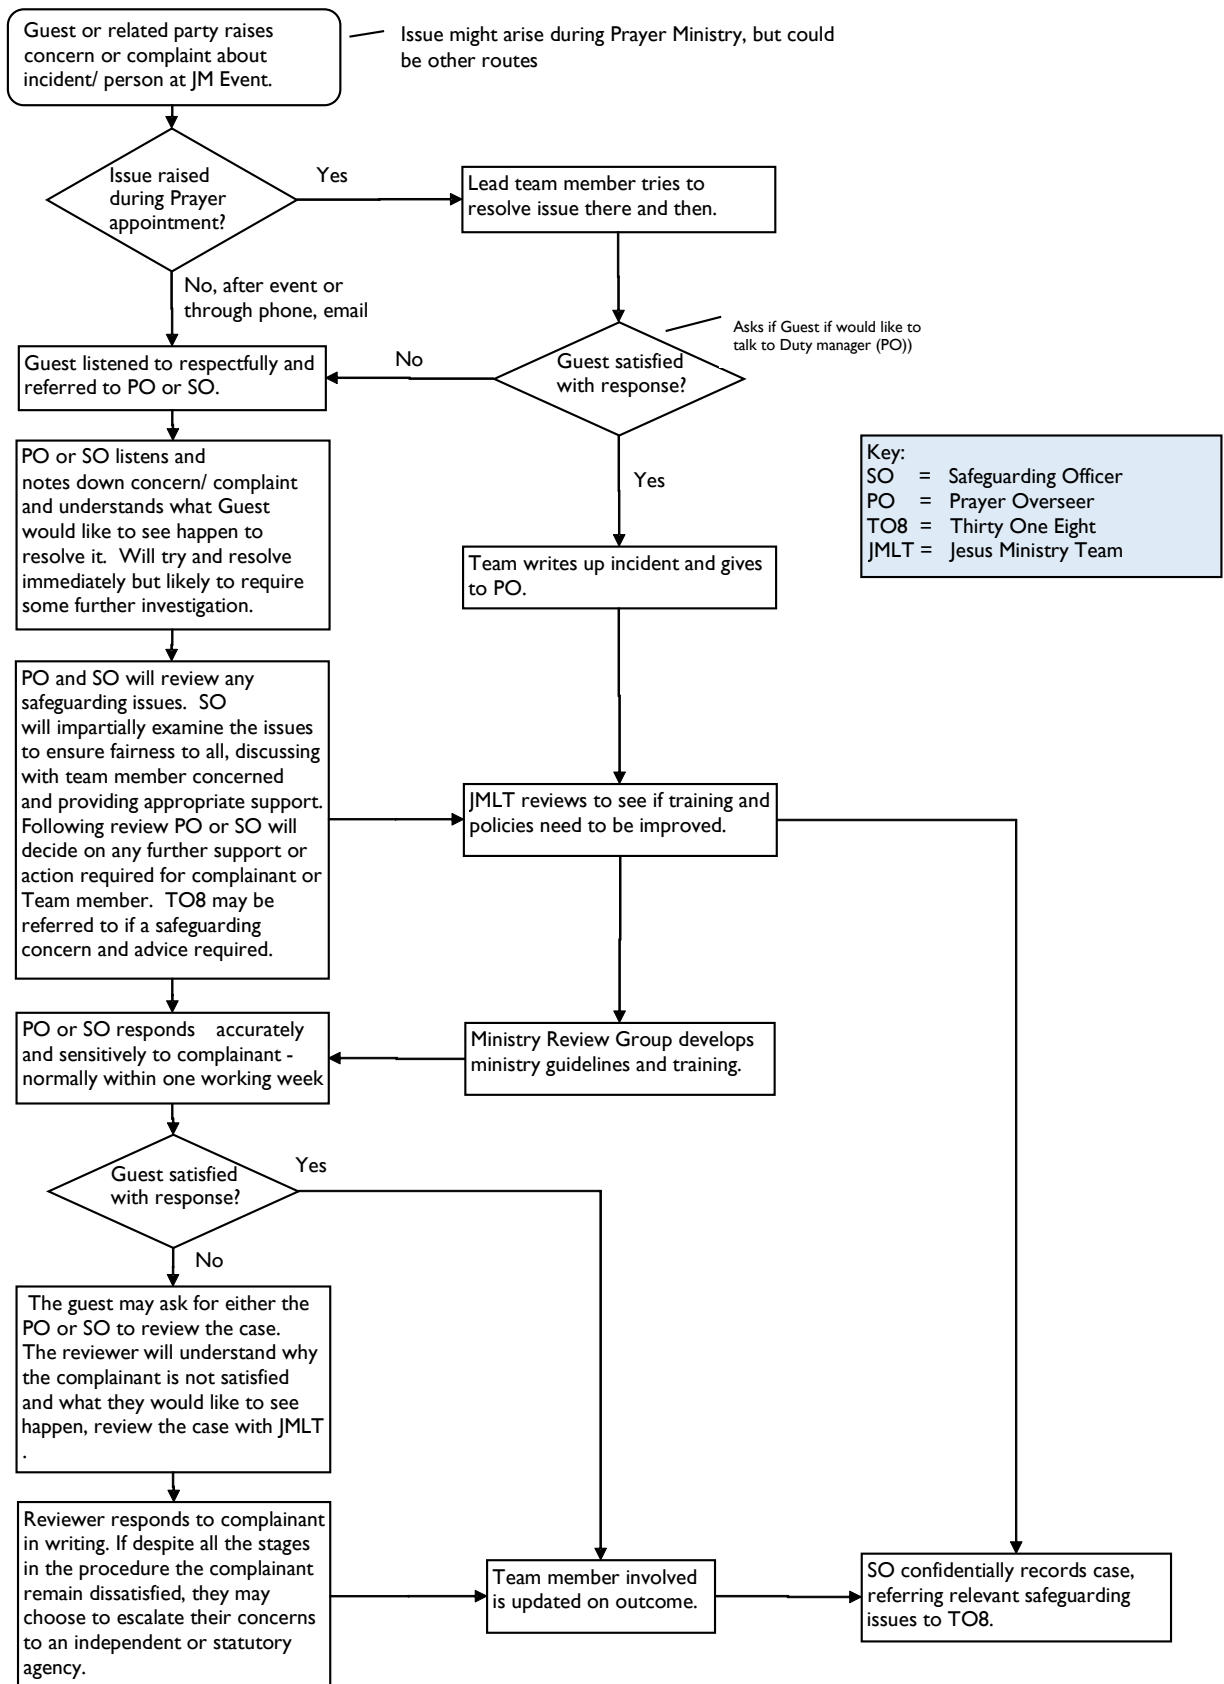 Guest or related party raises
concern or complaint about
incident/ person at JM Event.
Issue might arise during Prayer Ministry, but could
be other routes
Issue raised
during Prayer
appointment?
Yes
Lead team member tries to
resolve issue there and then.
No, after event or
through phone, email
Asks if Guest if would like to
talk to Duty manager (PO))
Guest satisfied
with response?
No
Guest listened to respectfully and
referred to PO or SO.
Yes
PO or SO listens and
notes down concern/ complaint
and understands what Guest
would like to see happen to
resolve it. Will try and resolve
immediately but likely to require
some further investigation.
Key:
SO = Safeguarding Officer
PO = Prayer Overseer
TO8 = Thirty One Eight
JMLT = Jesus Ministry Team
Team writes up incident and gives
to PO.
PO and SO will review any
safeguarding issues. SO
will impartially examine the issues
to ensure fairness to all, discussing
with team member concerned
and providing appropriate support.
Following review PO or SO will
decide on any further support or
action required for complainant or
Team member. TO8 may be
referred to if a safeguarding
concern and advice required.
JMLT reviews to see if training and
policies need to be improved.
PO or SO responds accurately
and sensitively to complainant -
normally within one working week
Ministry Review Group develops
ministry guidelines and training.
Guest satisfied
with response?
Yes
No
The guest may ask for either the
PO or SO to review the case.
The reviewer will understand why
the complainant is not satisfied
and what they would like to see
happen, review the case with JMLT
.
Reviewer responds to complainant
in writing. If despite all the stages
in the procedure the complainant
remain dissatisfied, they may
choose to escalate their concerns
to an independent or statutory
agency.
Team member involved
is updated on outcome.
SO confidentially records case,
referring relevant safeguarding
issues to TO8.